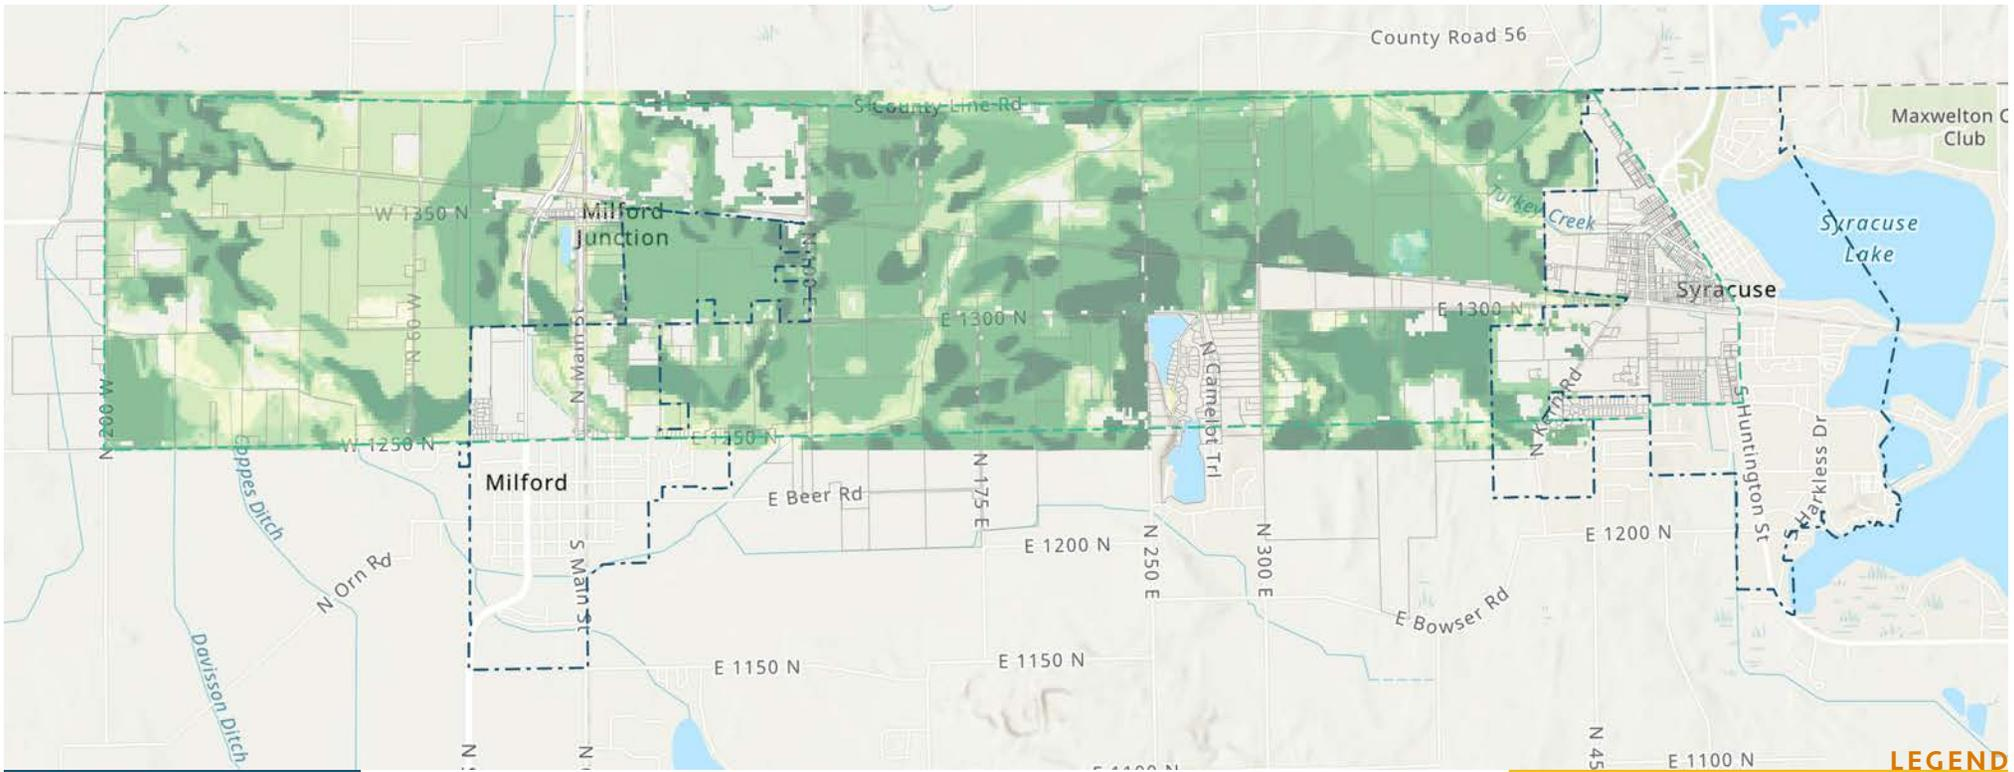 County Road 56
S County Line Rd
Maxwelton C
Club
W 1350 N
Milford
Junction
Turkey Creek
Syracuse
Lake
Syracuse
N 60 W
E 1300 N
E 1300 N
N Main St
N Camelot Trl
N Kern Rd
N 200 W
W 1250 N
E 1250 N
S Huntington St
S Harkless Dr
Coppes Ditch
Milford
E Beer Rd
N 175 E
N 250 E
N 300 E
E 1200 N
E 1200 N
N Orn Rd
S Main St
E Bowser Rd
Davisson Ditch
E 1150 N
E 1150 N
N 45
E 1100 N
LEGEND